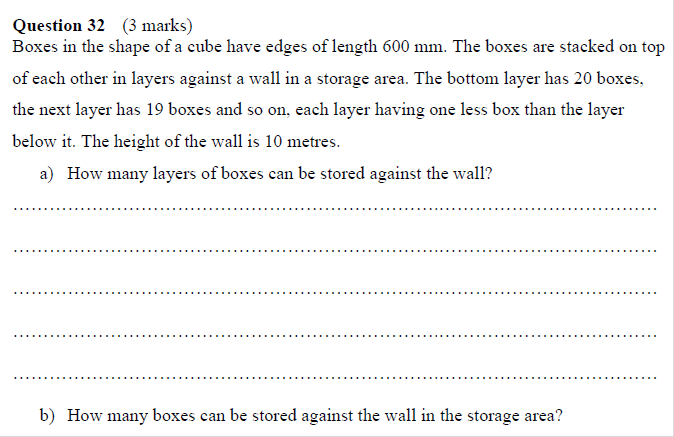 Question 32 (3 marks)
Boxes in the shape of a cube have edges of length 600 mm. The boxes are stacked on top
of each other in layers against a wall in a storage area. The bottom layer has 20 boxes,
the next layer has 19 boxes and so on, each layer having one less box than the layer
below it. The height of the wall is 10 metres.
a) How many layers of boxes can be stored against the wall?
b) How many boxes can be stored against the wall in the storage area?